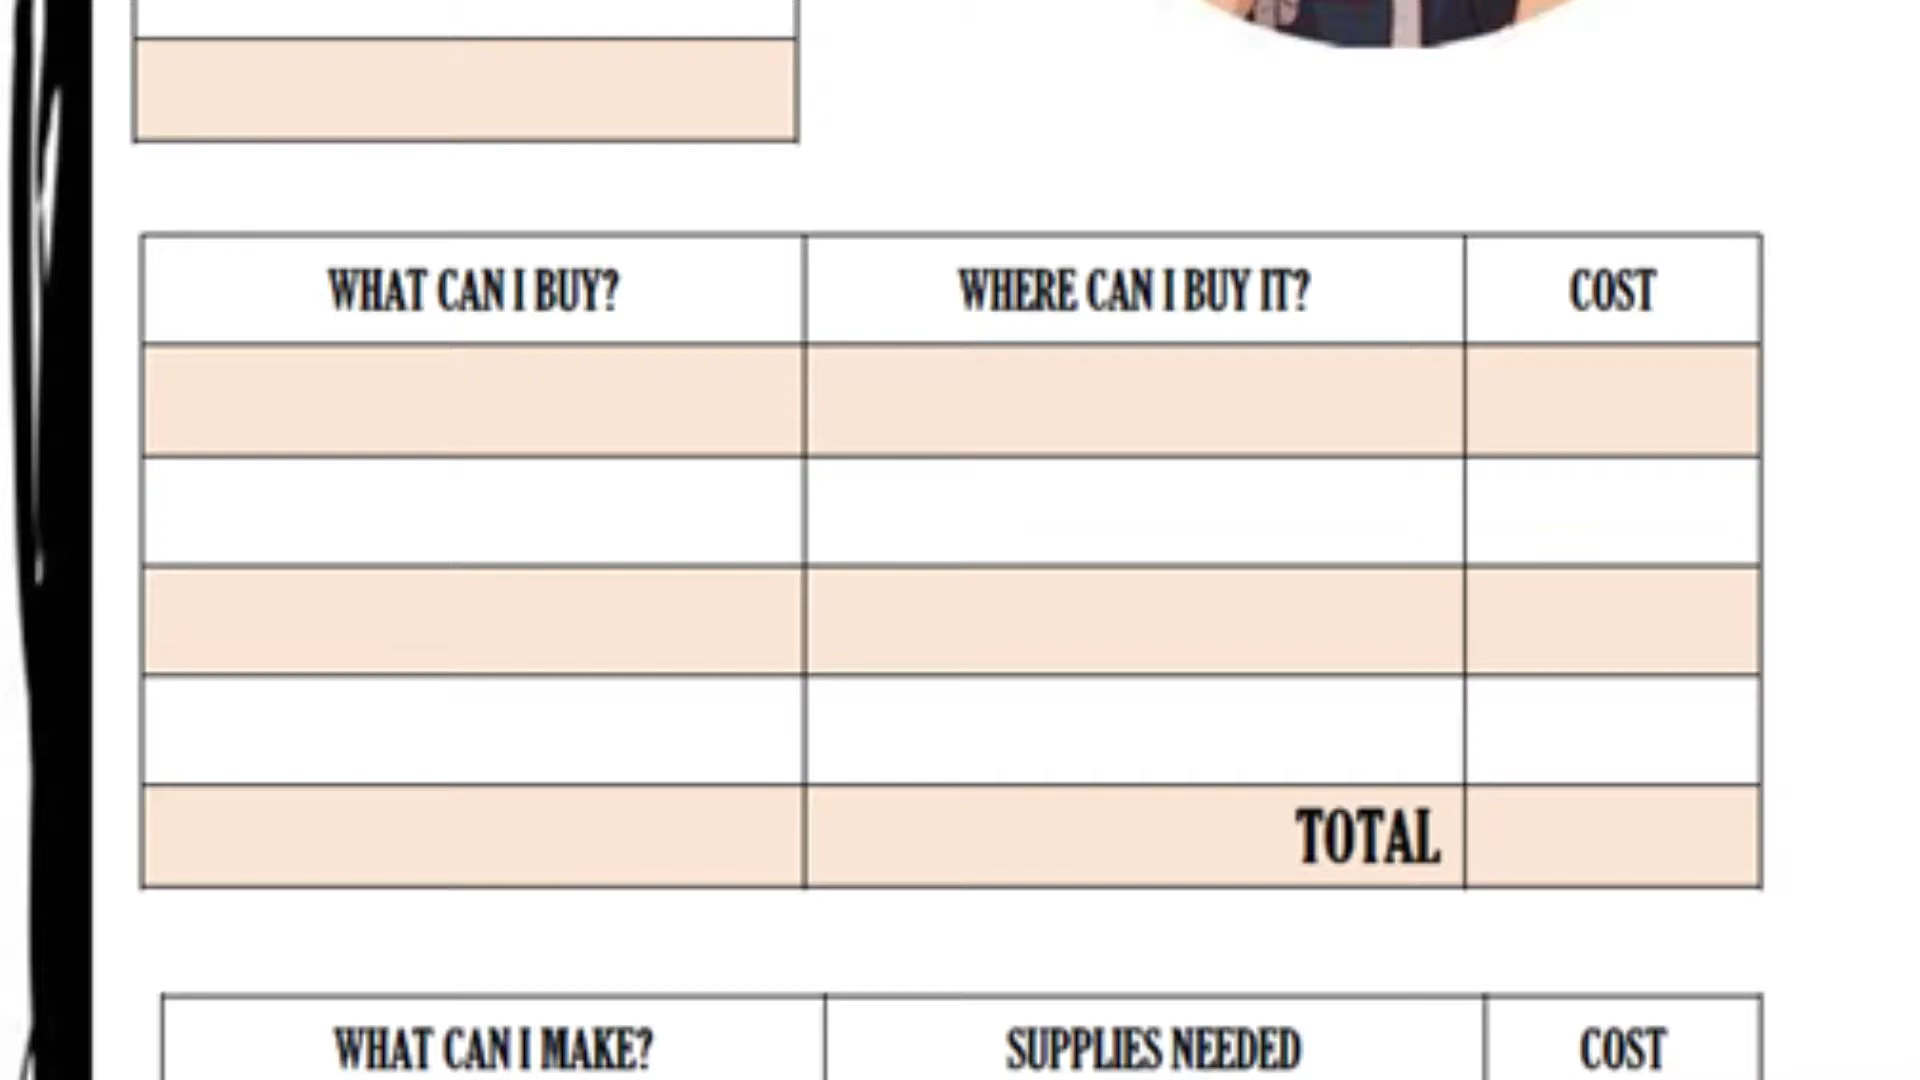 WHAT CAN I BUY? WHERE CAN I BUY IT? COST
TOTAL
WHAT CAN I MAKE? SUPPLIES NEEDED COST